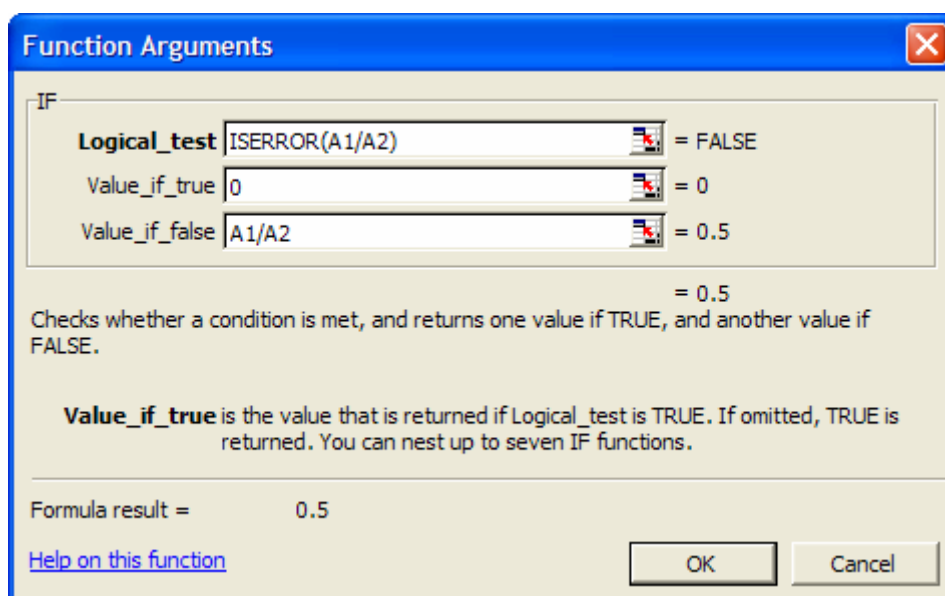 Function Arguments
IF
Logical_test ISERROR(A1/A2) = FALSE
Value_if_true 0 = 0
Value_if_false A1/A2 = 0.5
= 0.5
Checks whether a condition is met, and returns one value if TRUE, and another value if
FALSE.
Value_if_true is the value that is returned if Logical_test is TRUE. If omitted, TRUE is
returned. You can nest up to seven IF functions.
Formula result = 0.5
Help on this function OK Cancel